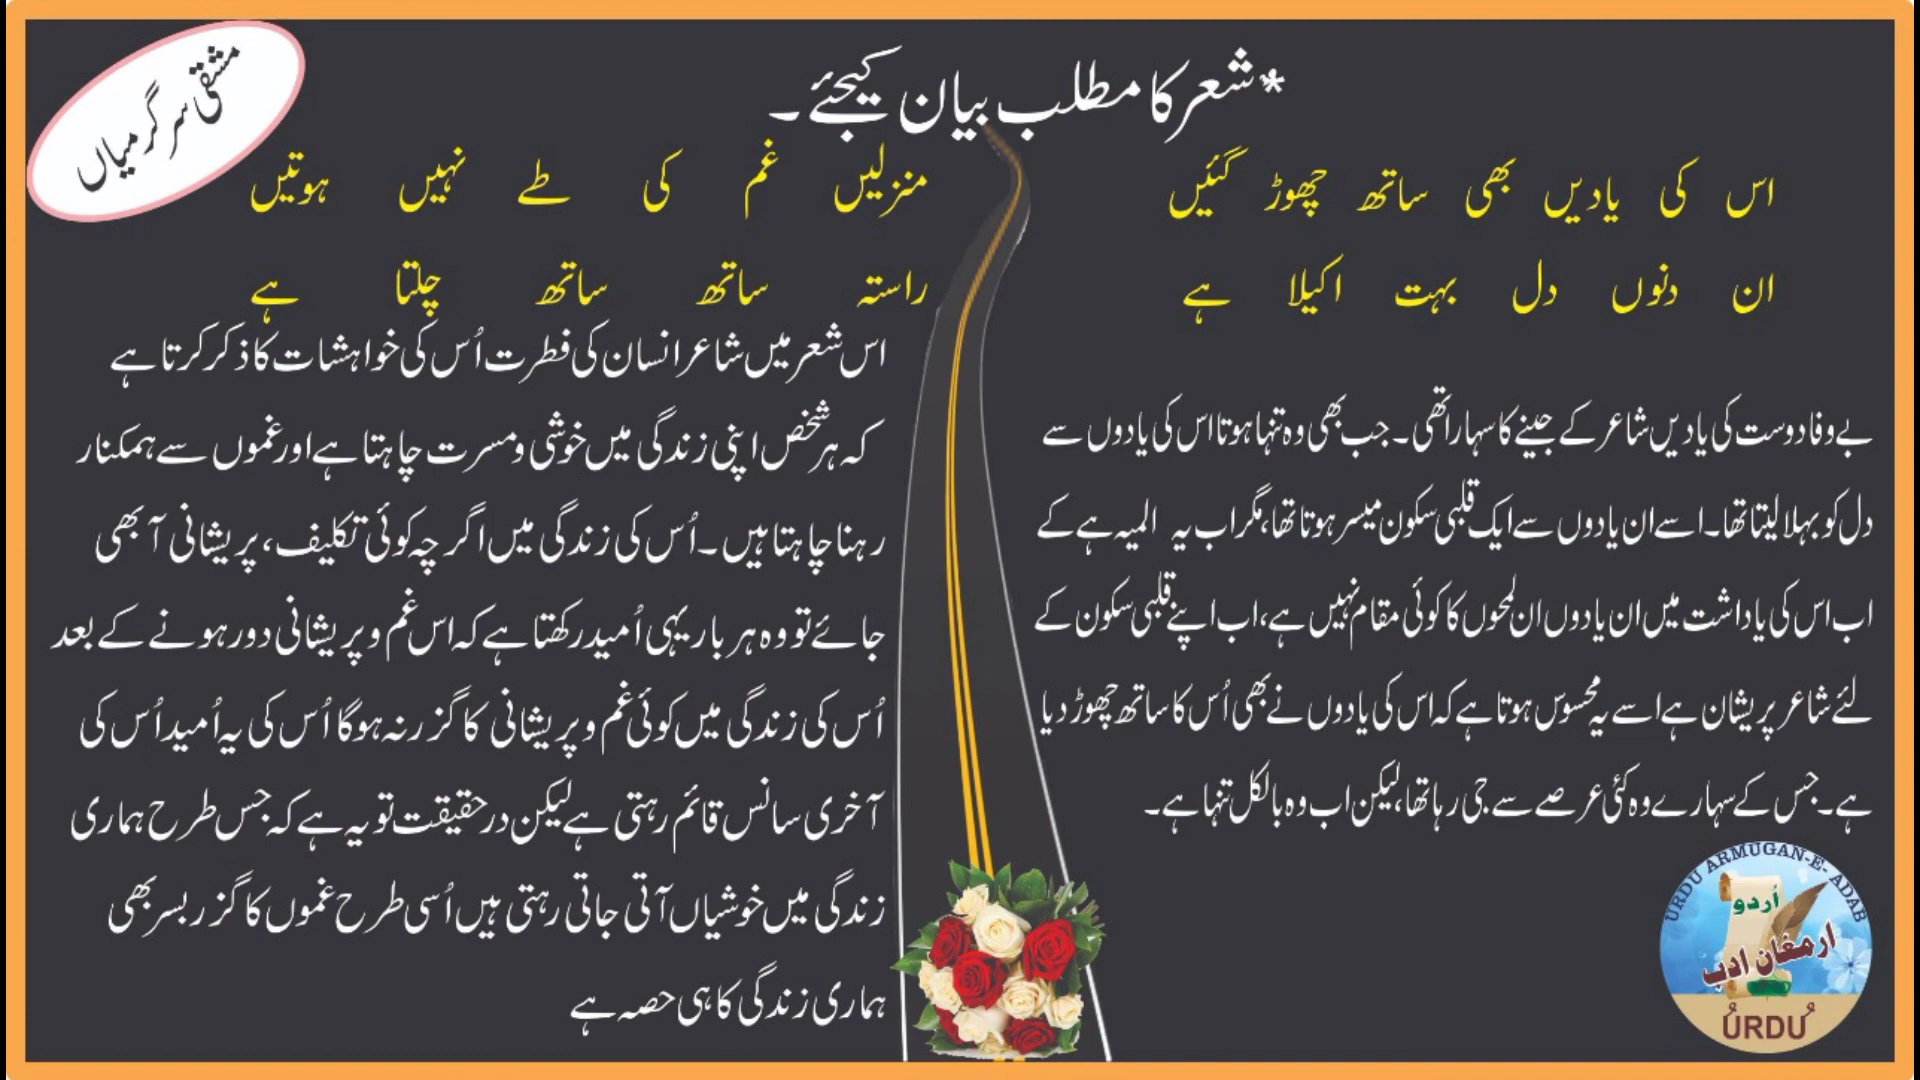 مشقی سرگرمیاں
*شعر کا مطلب بیان کیجئے۔
اس کی یادیں بھی ساتھ چھوڑ گئیں
ان دنوں دل بہت اکیلا ہے
بے وفا دوست کی یادیں شاعر کے جینے کا سہارا تھی۔ جب بھی وہ تنہا ہوتا اس کی یادوں سے
دل کو بہلا لیتا تھا۔ اسے ان یادوں سے ایک قلبی سکون میسر ہوتا تھا، مگر اب یہ المیہ ہے کے
اب اس کی یاداشت میں ان یادوں ان لمحوں کا کوئی مقام نہیں ہے، اب اپنے قلبی سکون کے
لئے شاعر پریشان ہے اسے یہ محسوس ہوتا ہے کہ اس کی یادوں نے بھی اُس کا ساتھ چھوڑ دیا
ہے۔ جس کے سہارے وہ کئی عرصے سے جی رہا تھا، لیکن اب وہ بالکل تنہا ہے۔
منزلیں غم کی طے نہیں ہوتیں
راستہ ساتھ ساتھ چلتا ہے
اس شعر میں شاعر انسان کی فطرت اُس کی خواہشات کا ذکر کرتا ہے
کہ ہر شخص اپنی زندگی میں خوشی و مسرت چاہتا ہے اور غموں سے ہمکنار
رہنا چاہتا ہیں۔ اُس کی زندگی میں اگر چہ کوئی تکلیف، پریشانی آبھی
جائے تو وہ ہر بار یہی اُمید رکھتا ہے کہ اس غم و پریشانی دور ہونے کے بعد
اُس کی زندگی میں کوئی غم و پریشانی کا گزر نہ ہوگا اُس کی یہ اُمید اُس کی
آخری سانس قائم رہتی ہے لیکن در حقیقت تو یہ ہے کہ جس طرح ہماری
زندگی میں خوشیاں آتی جاتی رہتی ہیں اُسی طرح غموں کا گزر بسر بھی
ہماری زندگی کا ہی حصہ ہے
URDU ARMUGAN-E- ADAB
اُردو
ارمغان ادب
URDU